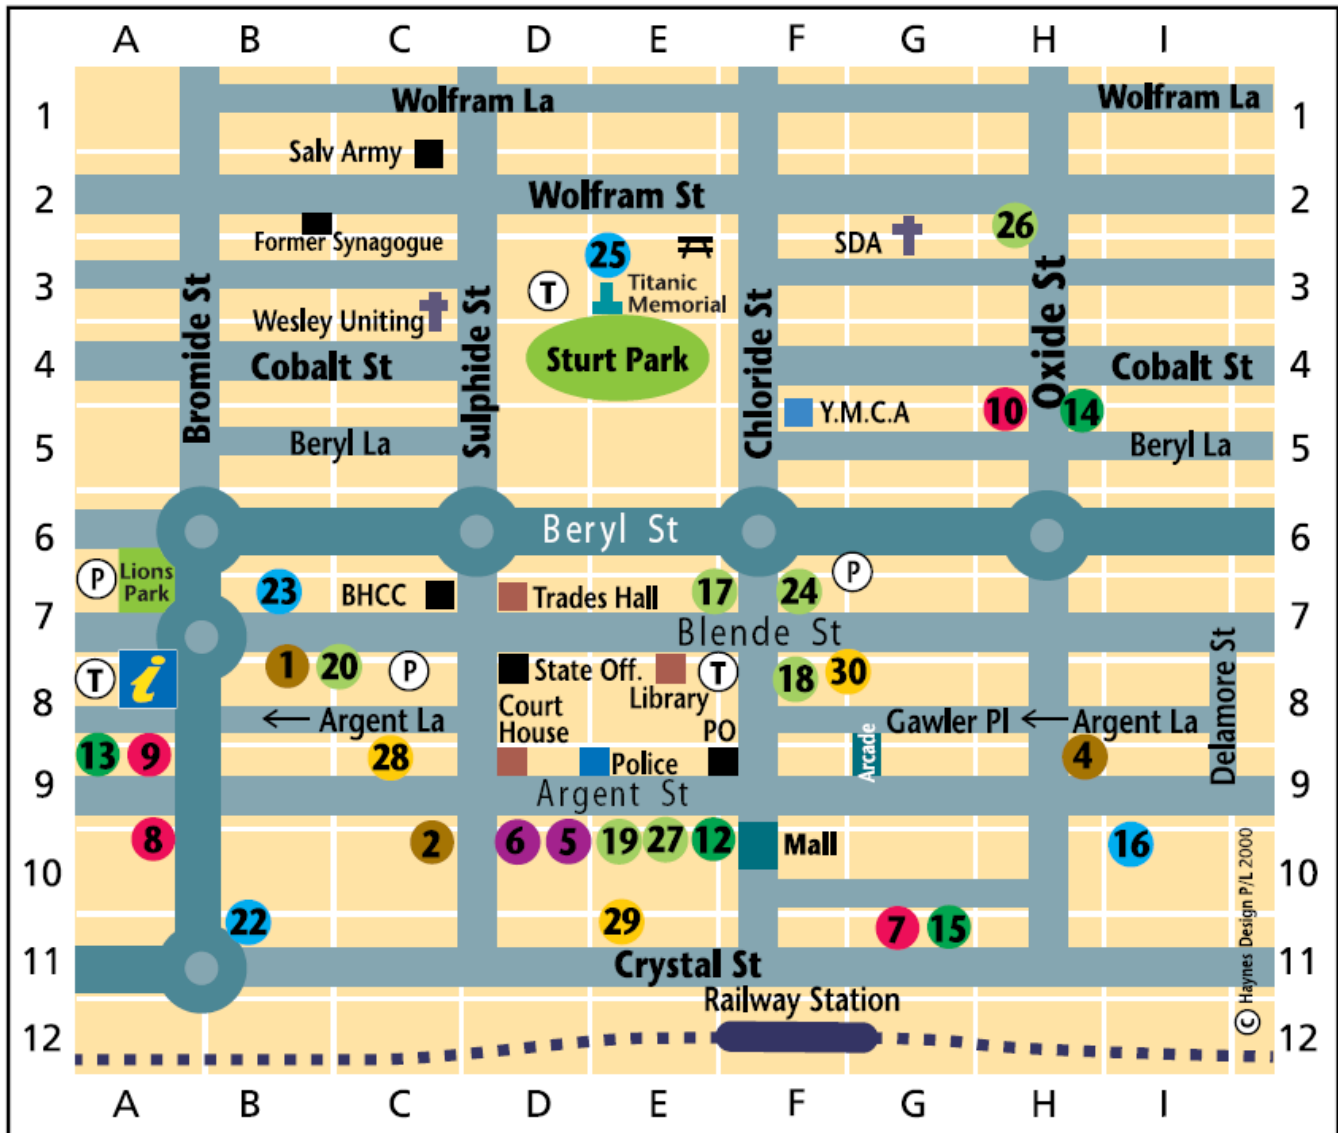 A B C D E F G H I
1 Wolfram La Wolfram La 1
Salv Army
2 Wolfram St 2
Former Synagogue
SDA
26
25
3 T Titanic
Memorial 3
Wesley Uniting
Bromide St
Sulphide St
Chloride St
Oxide St
4 Cobalt St Sturt Park Cobalt St 4
Y.M.C.A 10 14
5 Beryl La Beryl La 5
6 Beryl St 6
P Lions
Park
23 BHCC Trades Hall 17 24 P
7 Blende St 7
Delamore St
T i 1 20 P State Off. Library T 18 30
8 ← Argent La Court
House PO Gawler Pl ← Argent La 8
13 9 28 Police Arcade 4
9 Argent St 9
8 2 6 5 19 27 12 Mall 16
10 10
22 29 7 15
11 Crystal St 11
Railway Station
12 12
© Haynes Design P/L 2000
A B C D E F G H I